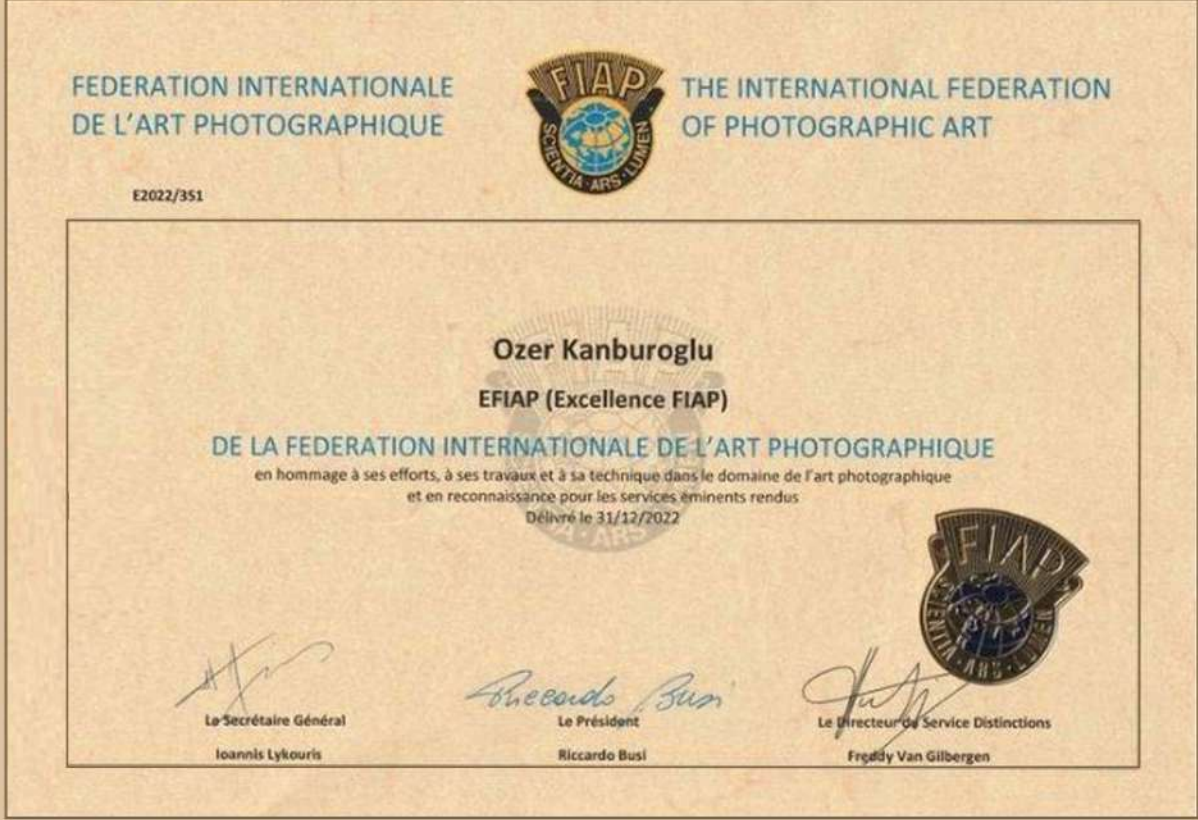 FEDERATION INTERNATIONALE
DE L'ART PHOTOGRAPHIQUE
FIAP
SCIENTIA·ARS·LUMEN
THE INTERNATIONAL FEDERATION
OF PHOTOGRAPHIC ART
E2022/351
Ozer Kanburoglu
EFIAP (Excellence FIAP)
DE LA FEDERATION INTERNATIONALE DE L'ART PHOTOGRAPHIQUE
en hommage à ses efforts, à ses travaux et à sa technique dans le domaine de l'art photographique
et en reconnaissance pour les services éminents rendus
Délivré le 31/12/2022
FIAP
SCIENTIA·ARS·LUMEN
Riccardo Busi
Le Secrétaire Général
Le Président
Le Directeur du Service Distinctions
Ioannis Lykouris
Riccardo Busi
Freddy Van Gilbergen